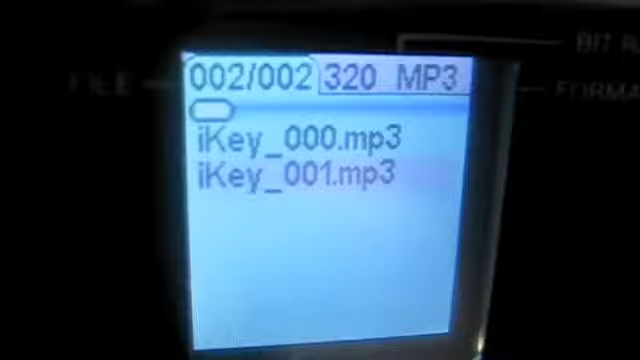 BIT R
FILE
FORMA
002/002 320 MP3
iKey_000.mp3
iKey_001.mp3